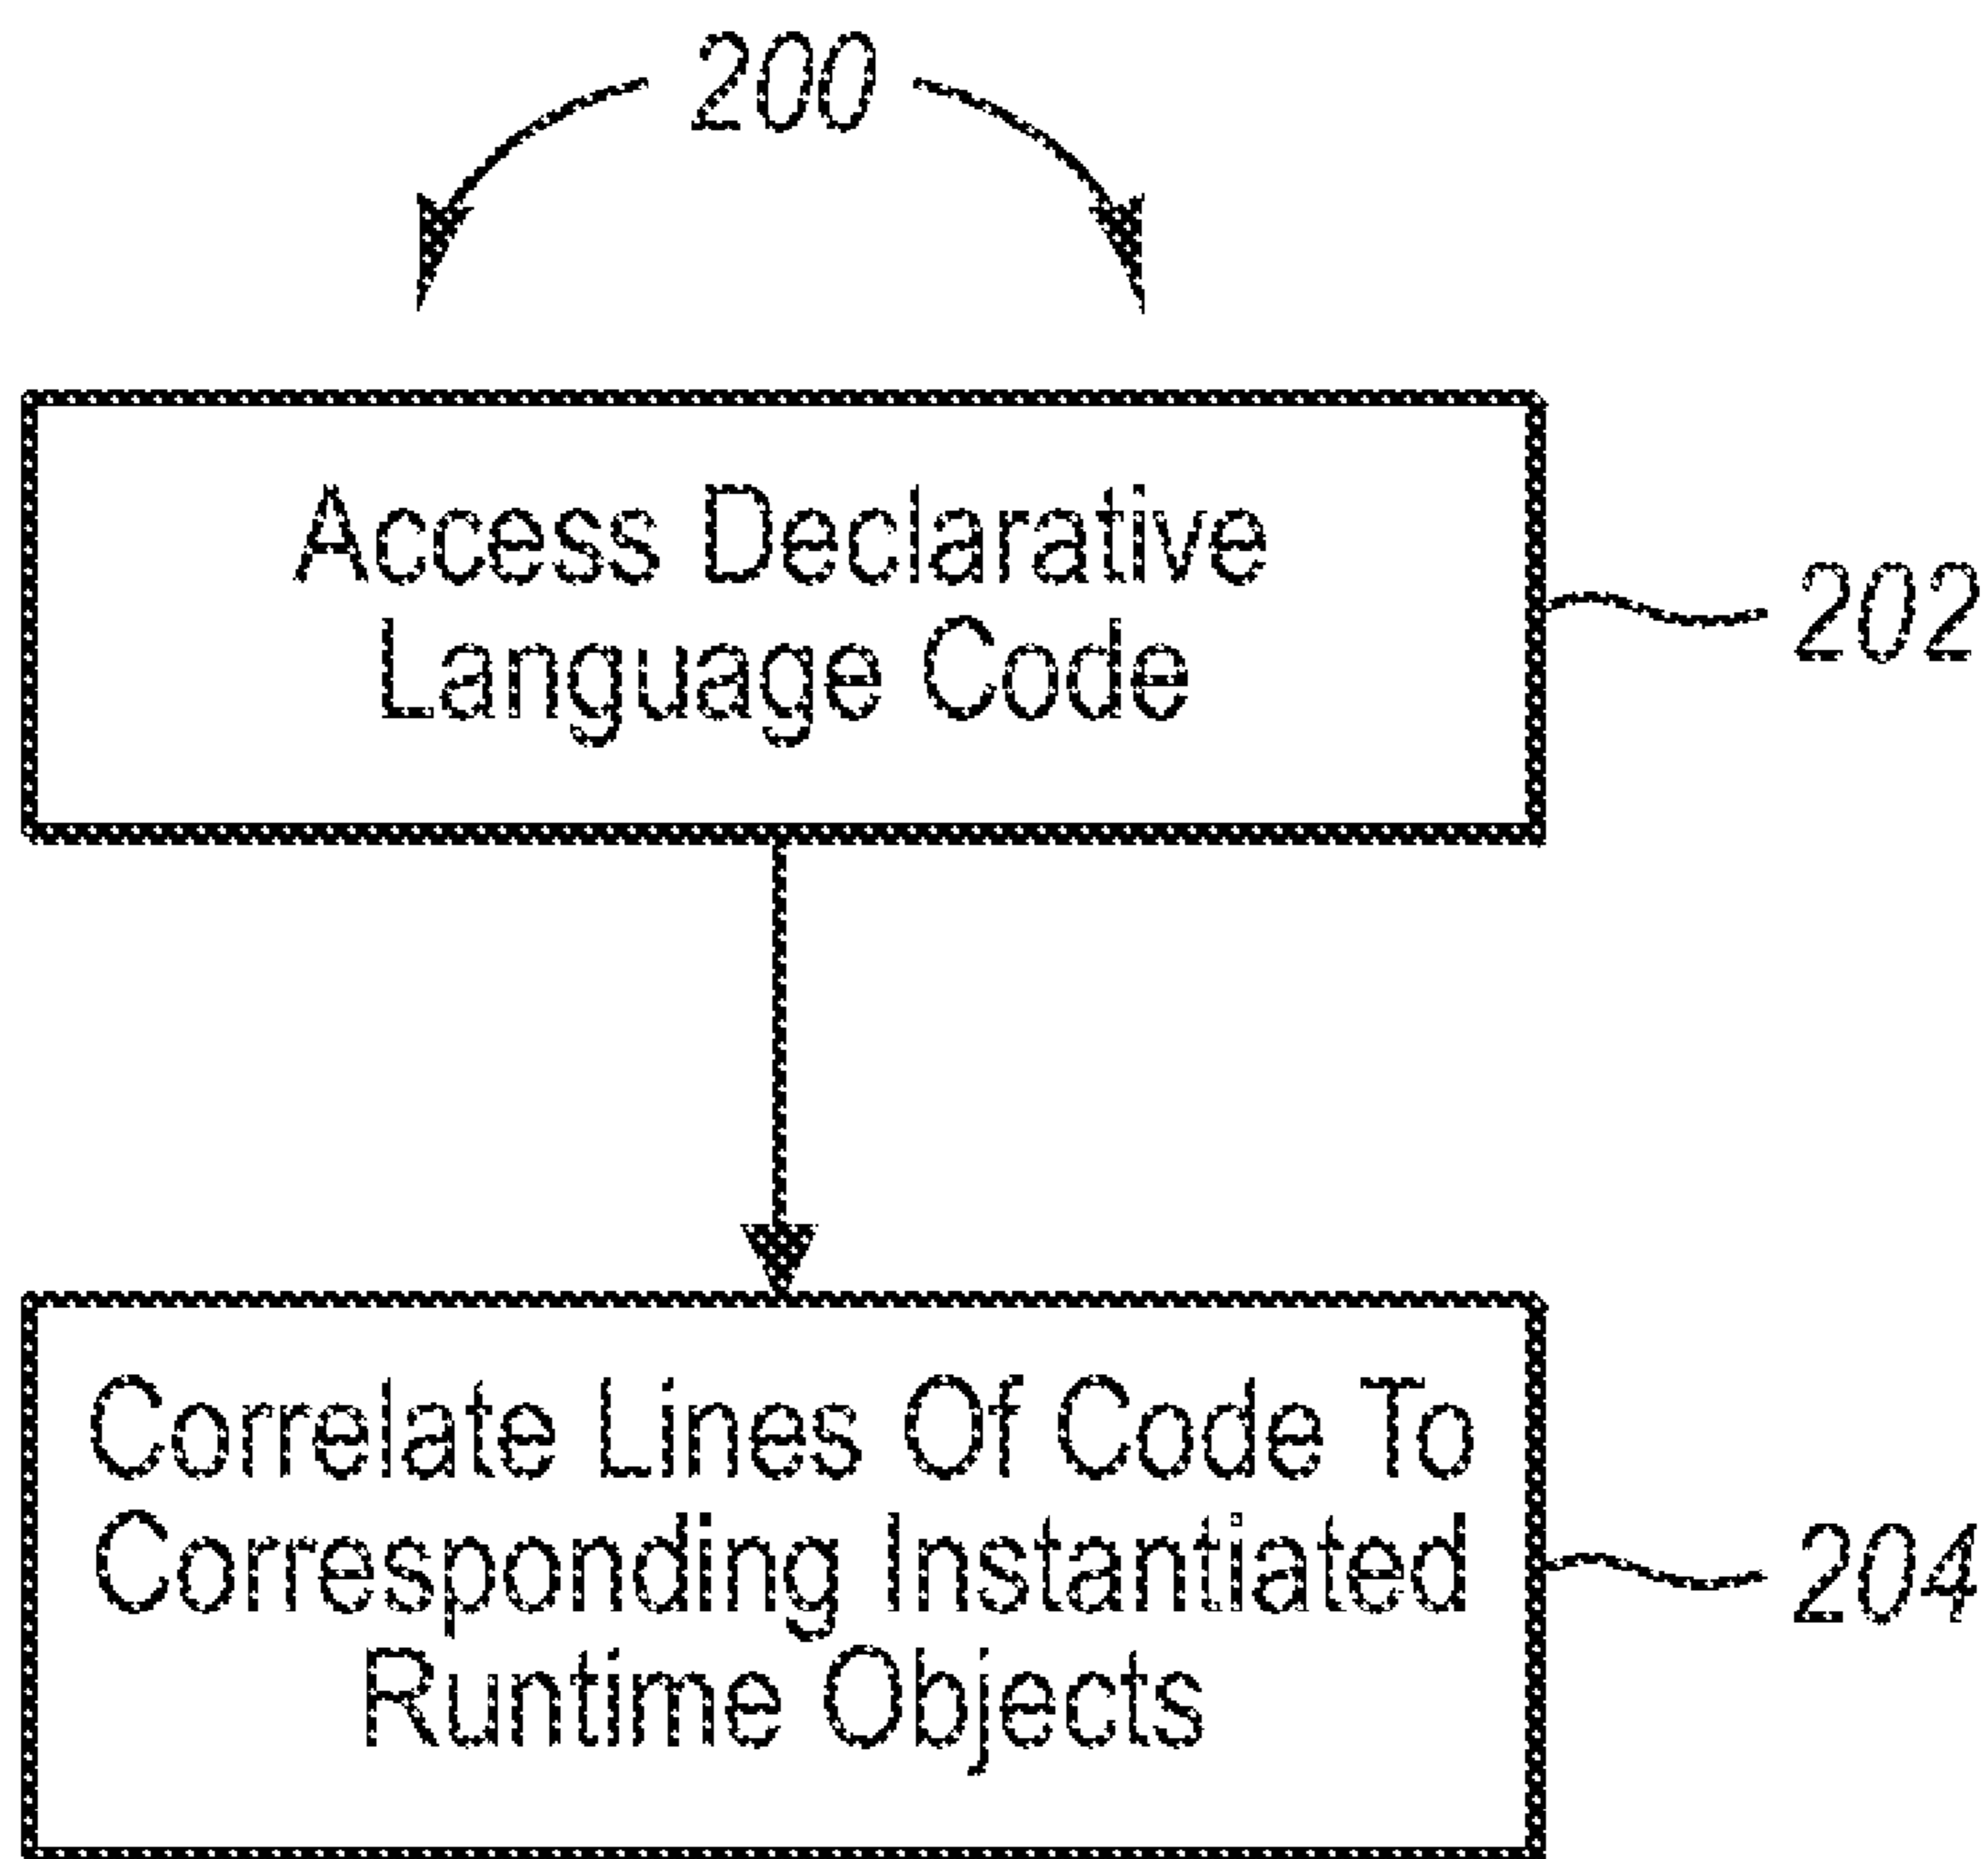 200
Access Declarative
Language Code
202
Correlate Lines Of Code To
Corresponding Instantiated
Runtime Objects
204